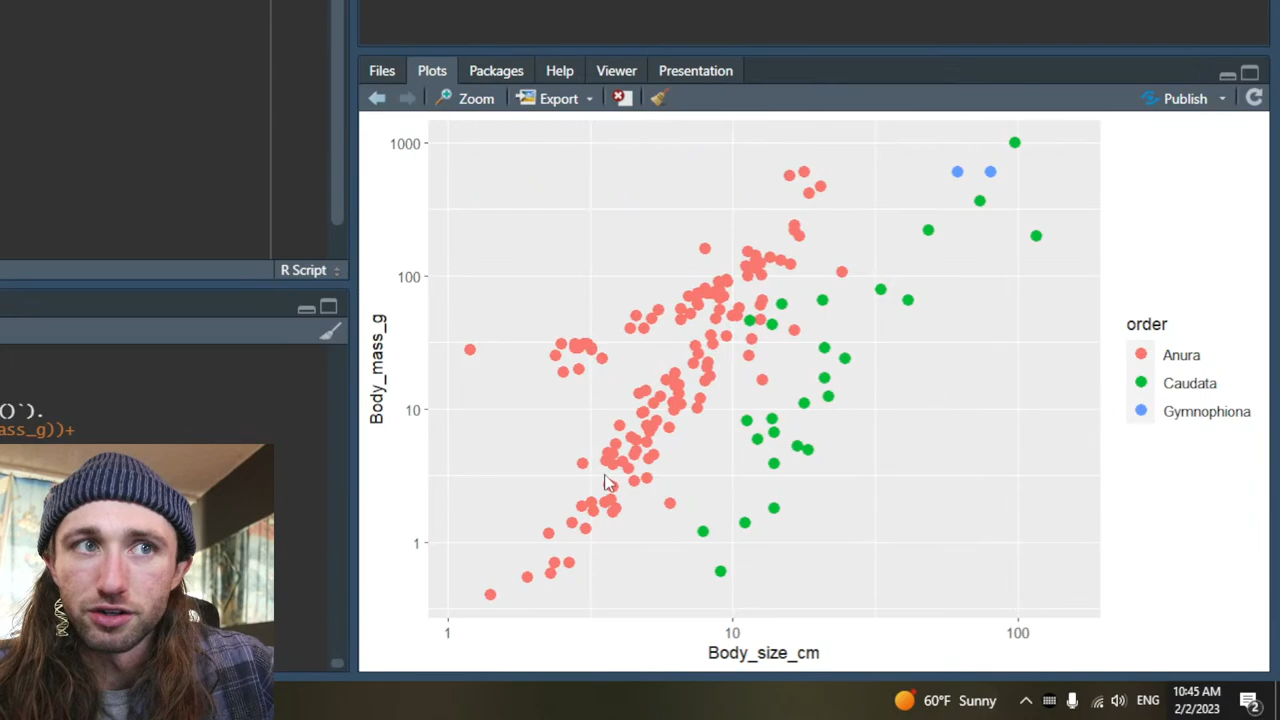 Files Plots Packages Help Viewer Presentation
Zoom Export Publish
1000
100
10
1
Body_mass_g
1 10 100
Body_size_cm
order
Anura
Caudata
Gymnophiona
R Script
()`).
ass_g))+
60°F Sunny ENG 10:45 AM
2/2/2023
2